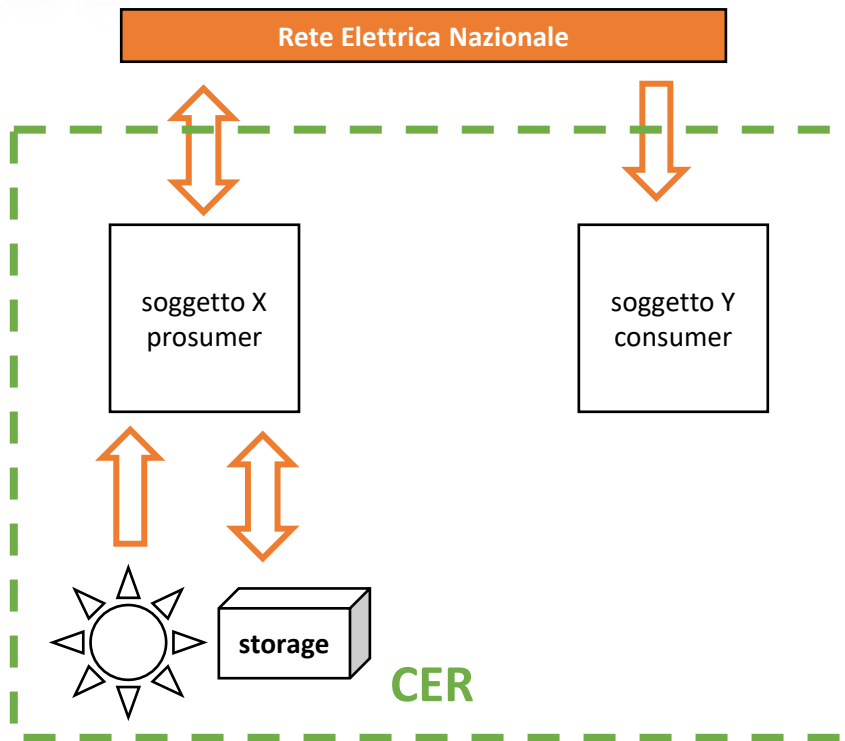 Rete Elettrica Nazionale
soggetto X
prosumer
soggetto Y
consumer
storage
CER